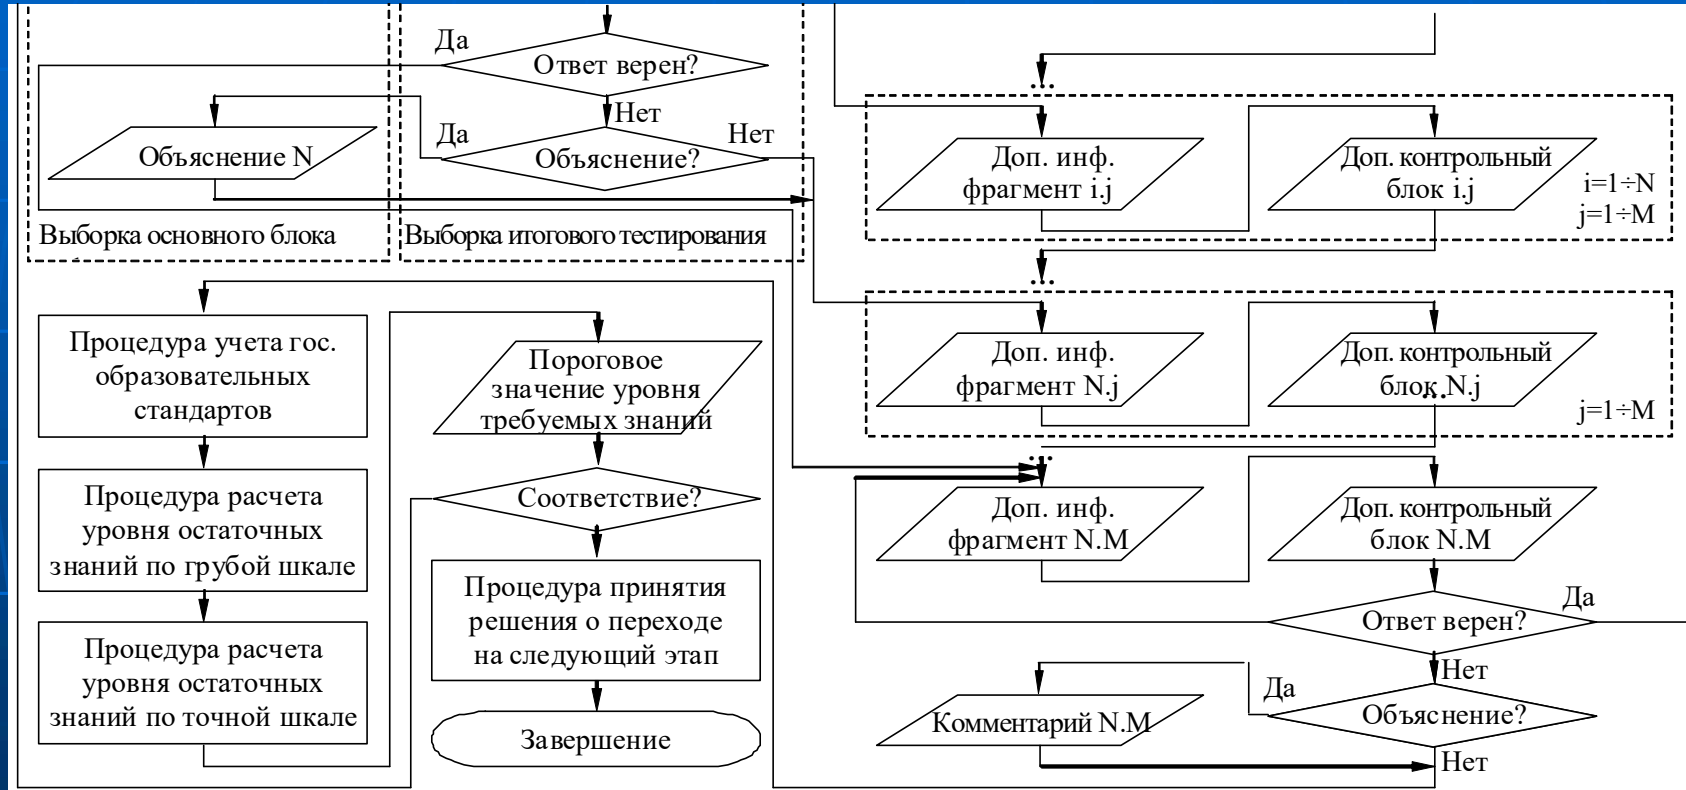 Да
Ответ верен?
Нет
Да
Нет
Объяснение N
Объяснение?
Выборка основного блока
Выборка итогового тестирования
...
Доп. инф.
фрагмент i.j
Доп. контрольный
блок i.j
i=1÷N
j=1÷M
...
Доп. инф.
фрагмент N.j
Доп. контрольный
блок N.j
...
j=1÷M
...
Доп. инф.
фрагмент N.M
Доп. контрольный
блок N.M
Ответ верен?
Да
Нет
Да
Объяснение?
Комментарий N.M
Нет
Процедура учета гос.
образовательных
стандартов
Процедура расчета
уровня остаточных
знаний по грубой шкале
Процедура расчета
уровня остаточных
знаний по точной шкале
Пороговое
значение уровня
требуемых знаний
Соответствие?
Процедура принятия
решения о переходе
на следующий этап
Завершение